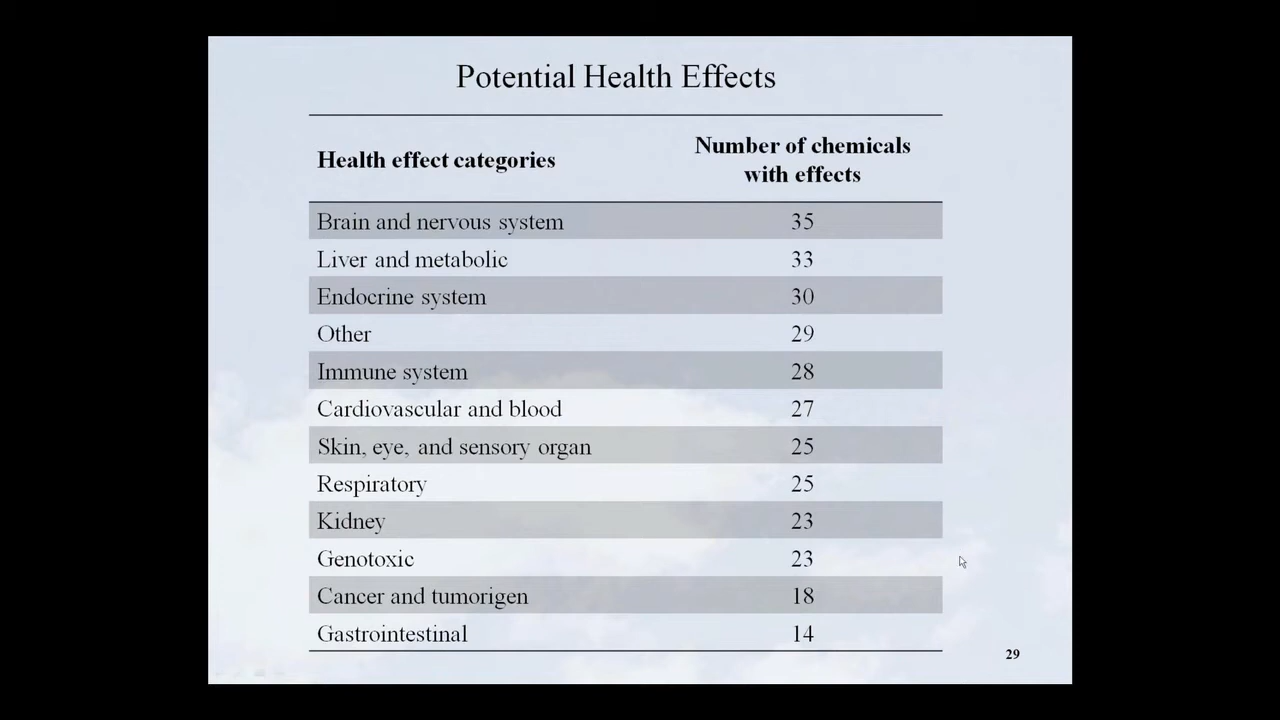 Potential Health Effects
Health effect categories
Number of chemicals
with effects
Brain and nervous system 35
Liver and metabolic 33
Endocrine system 30
Other 29
Immune system 28
Cardiovascular and blood 27
Skin, eye, and sensory organ 25
Respiratory 25
Kidney 23
Genotoxic 23
Cancer and tumorigen 18
Gastrointestinal 14
29